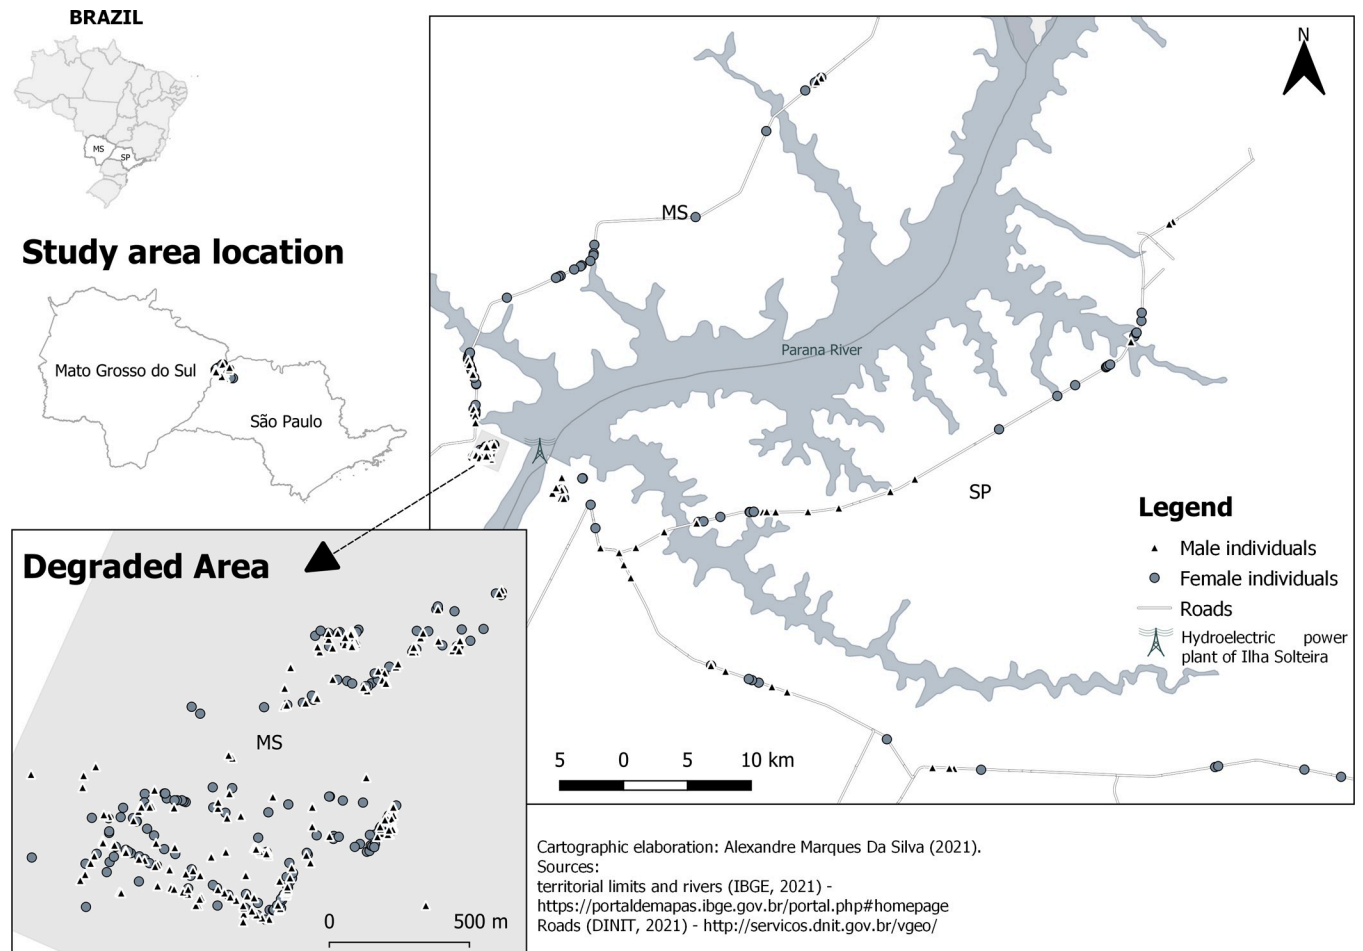 BRAZIL
MS
SP
Study area location
Mato Grosso do Sul
São Paulo
N
MS
Parana River
SP
Legend
Male individuals
Female individuals
Roads
Hydroelectric power
plant of Ilha Solteira
5 0 5 10 km
Degraded Area
MS
0 500 m
Cartographic elaboration: Alexandre Marques Da Silva (2021).
Sources:
territorial limits and rivers (IBGE, 2021) -
https://portaldemapas.ibge.gov.br/portal.php#homepage
Roads (DINIT, 2021) - http://servicos.dnit.gov.br/vgeo/